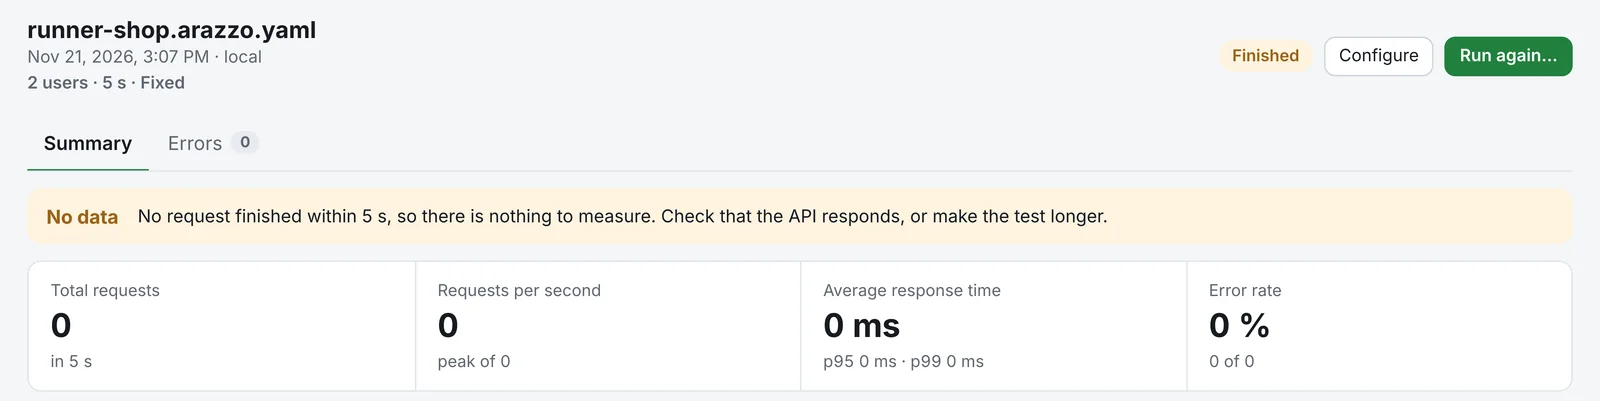 runner-shop.arazzo.yaml
Nov 21, 2026, 3:07 PM · local
2 users · 5 s · Fixed
Finished
Configure
Run again...
Summary
Errors 0
No data No request finished within 5 s, so there is nothing to measure. Check that the API responds, or make the test longer.
Total requests
0
in 5 s
Requests per second
0
peak of 0
Average response time
0 ms
p95 0 ms · p99 0 ms
Error rate
0 %
0 of 0